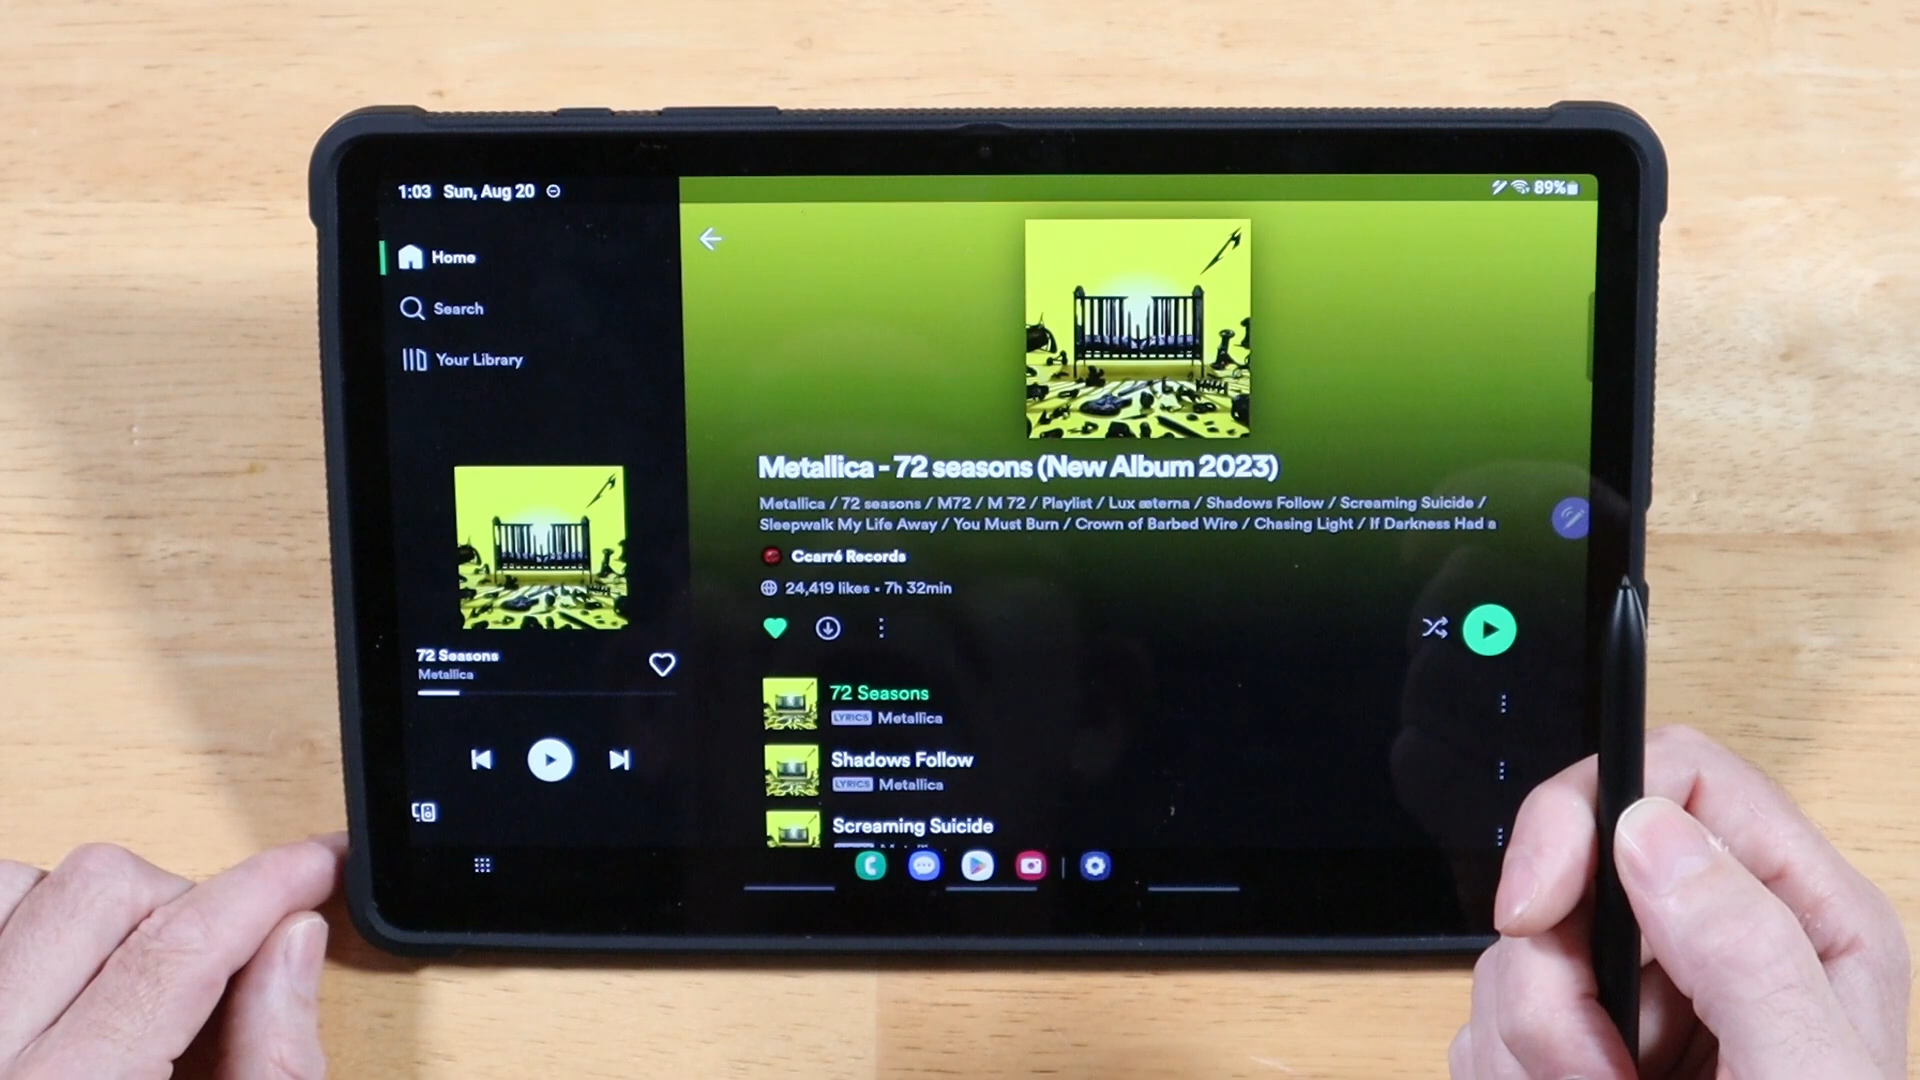 1:03 Sun, Aug 20
89%
Home
Search
Your Library
72 Seasons
Metallica
Metallica - 72 seasons (New Album 2023)
Metallica / 72 seasons / M72 / M 72 / Playlist / Lux æterna / Shadows Follow / Screaming Suicide /
Sleepwalk My Life Away / You Must Burn / Crown of Barbed Wire / Chasing Light / If Darkness Had a
Ccarré Records
24,419 likes • 7h 32min
72 Seasons
LYRICS Metallica
Shadows Follow
LYRICS Metallica
Screaming Suicide